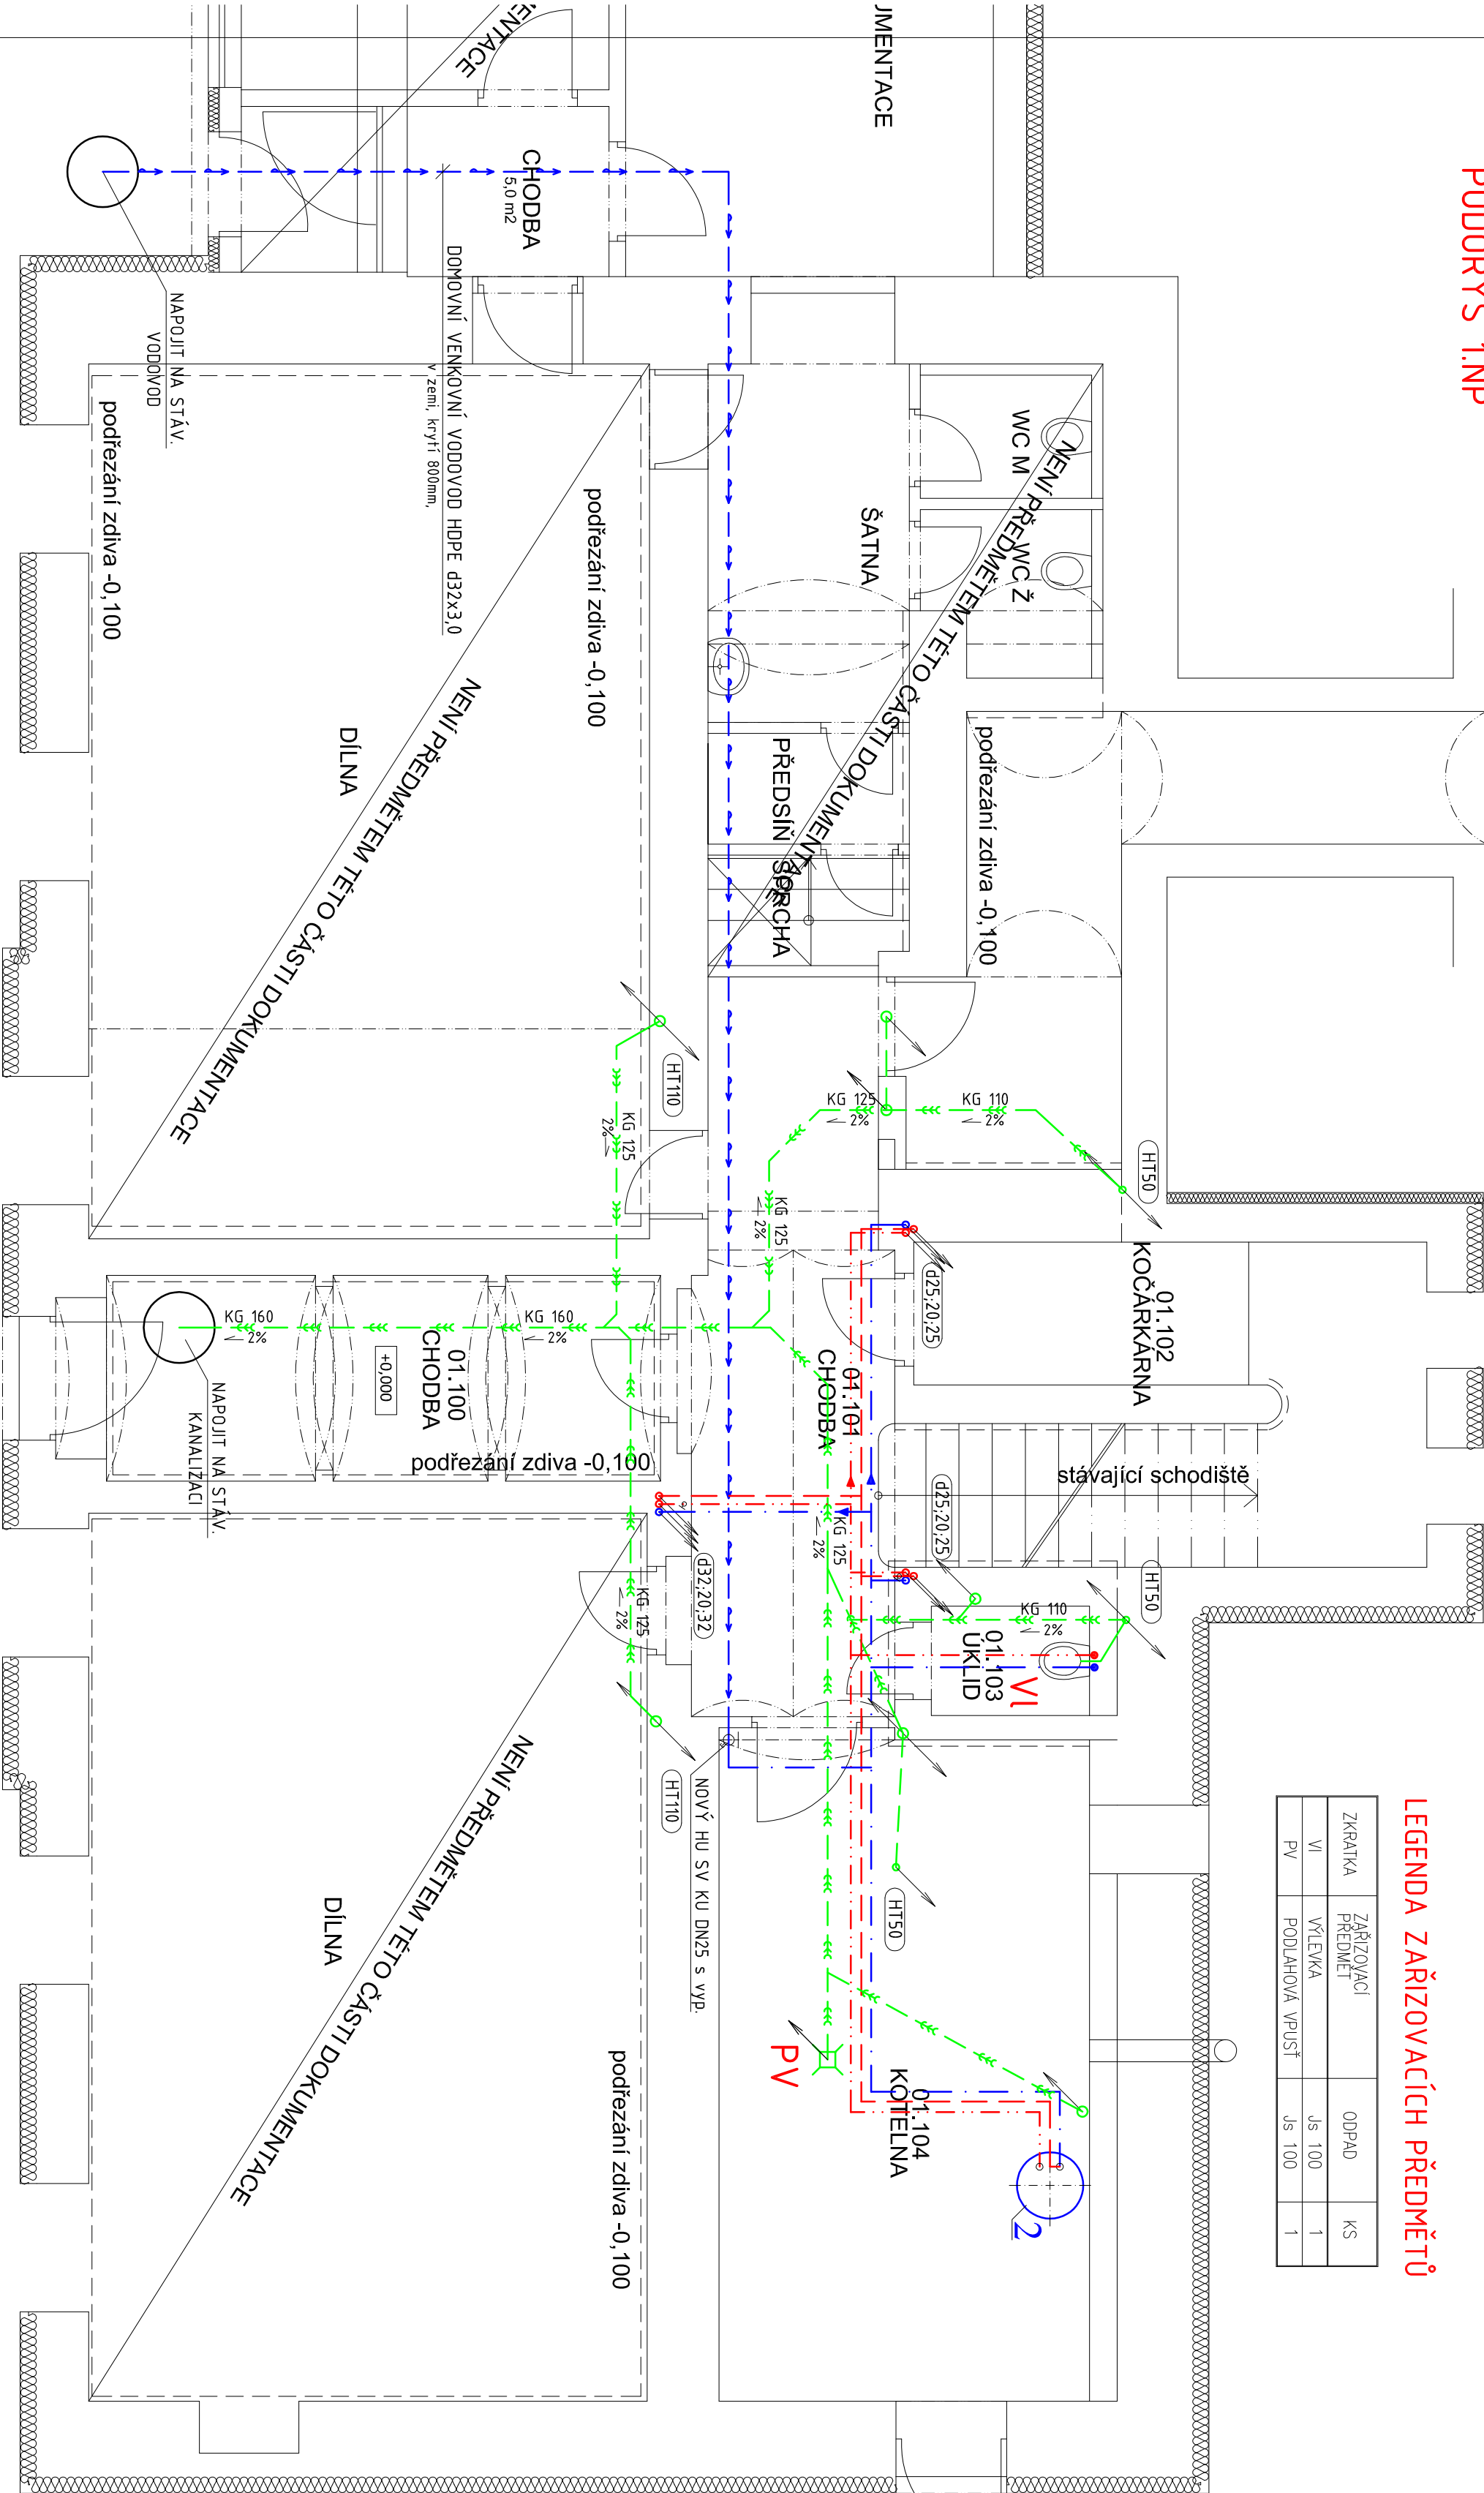 PŮDORYS 1.NP
UMENTACE
ENTACE
CHODBA
5,0 m2
DOMOVNÍ VENKOVNÍ VODOVOD HDPE d32x3,0
v zemi, krytí 800mm,
NAPOJIT NA STÁV.
VODOVOD
podřezání zdiva -0,100
podřezání zdiva -0,100
DÍLNA
NENÍ PŘEDMĚTEM TÉTO ČÁSTI DOKUMENTACE
WC M
WC Ž
ŠATNA
NENÍ PŘEDMĚTEM TÉTO ČÁSTI DOKUMENTACE
PŘEDSÍŇ
SPRCHA
podřezání zdiva -0,100
HT110
KG 125
2%
KG 125
2%
KG 110
2%
HT50
KG 125
2%
d25;20;25
01.102
KOČÁRKÁRNA
KG 160
2%
KG 160
2%
01.100
CHODBA
+0,000
01.101
CHODBA
NAPOJIT NA STÁV.
KANALIZACI
podřezání zdiva -0,100
stávající schodiště
d25;20;25
KG 125
2%
d32;20;32
KG 125
2%
HT50
KG 110
2%
01.103
ÚKLID
Vl
HT110
NOVÝ HU SV KU DN25 s vyp.
HT50
PV
01.104
KOTELNA
2
DÍLNA
NENÍ PŘEDMĚTEM TÉTO ČÁSTI DOKUMENTACE
podřezání zdiva -0,100
LEGENDA ZAŘIZOVACÍCH PŘEDMĚTŮ
ZKRATKA ZAŘIZOVACÍ PŘEDMĚT ODPAD KS
Vl VÝLEVKA Js 100 1
PV PODLAHOVÁ VPUSŤ Js 100 1